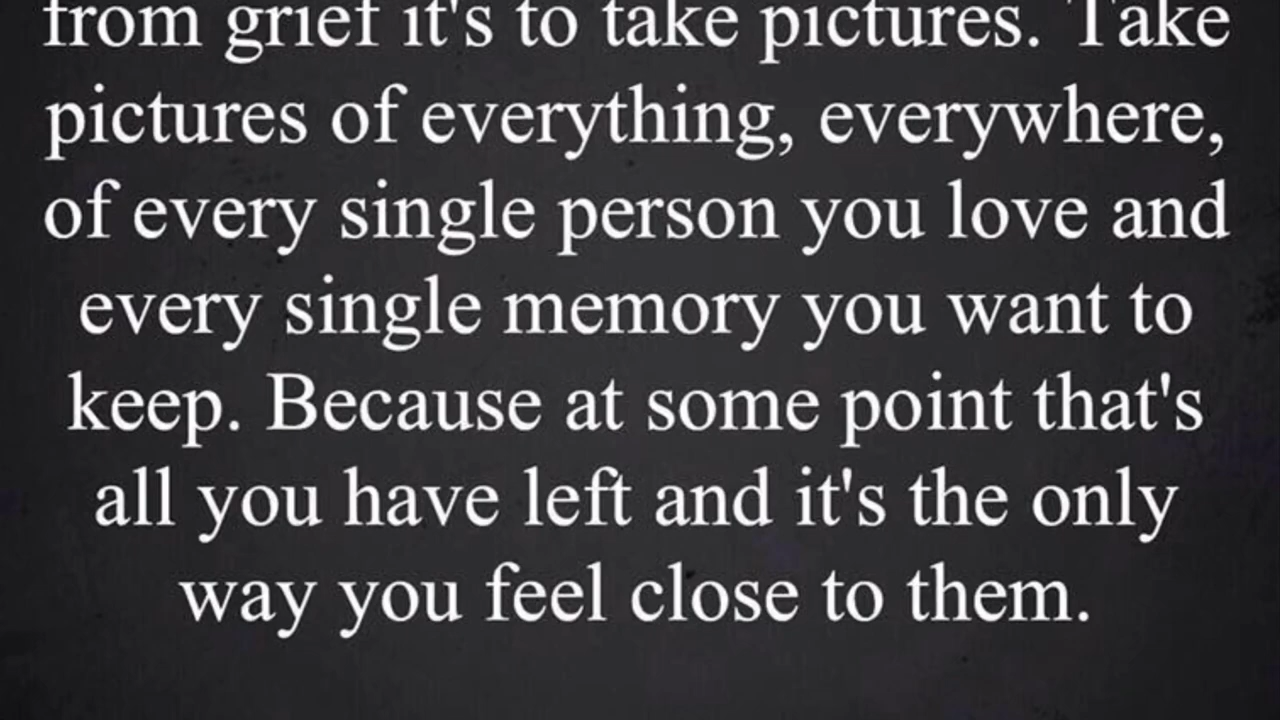 from grief it's to take pictures. Take
pictures of everything, everywhere,
of every single person you love and
every single memory you want to
keep. Because at some point that's
all you have left and it's the only
way you feel close to them.